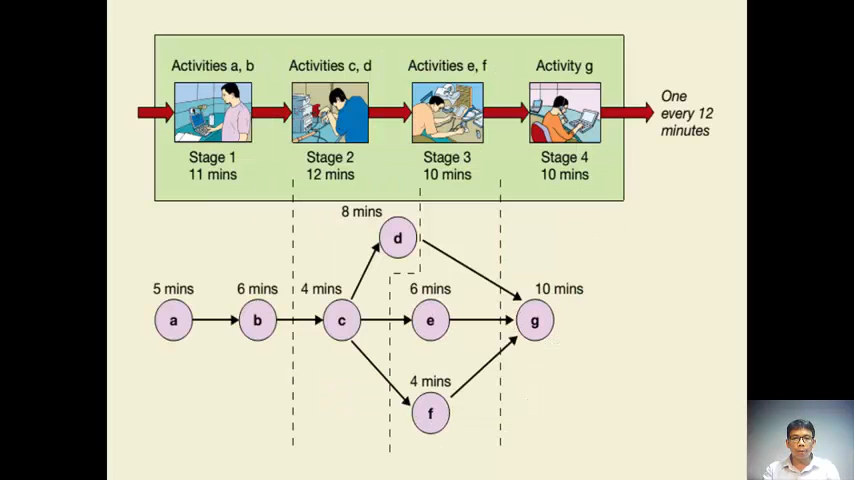 Activities a, b
Activities c, d
Activities e, f
Activity g
One
every 12
minutes
Stage 1
11 mins
Stage 2
12 mins
Stage 3
10 mins
Stage 4
10 mins
8 mins
d
5 mins
6 mins
4 mins
6 mins
10 mins
a
b
c
e
g
4 mins
f